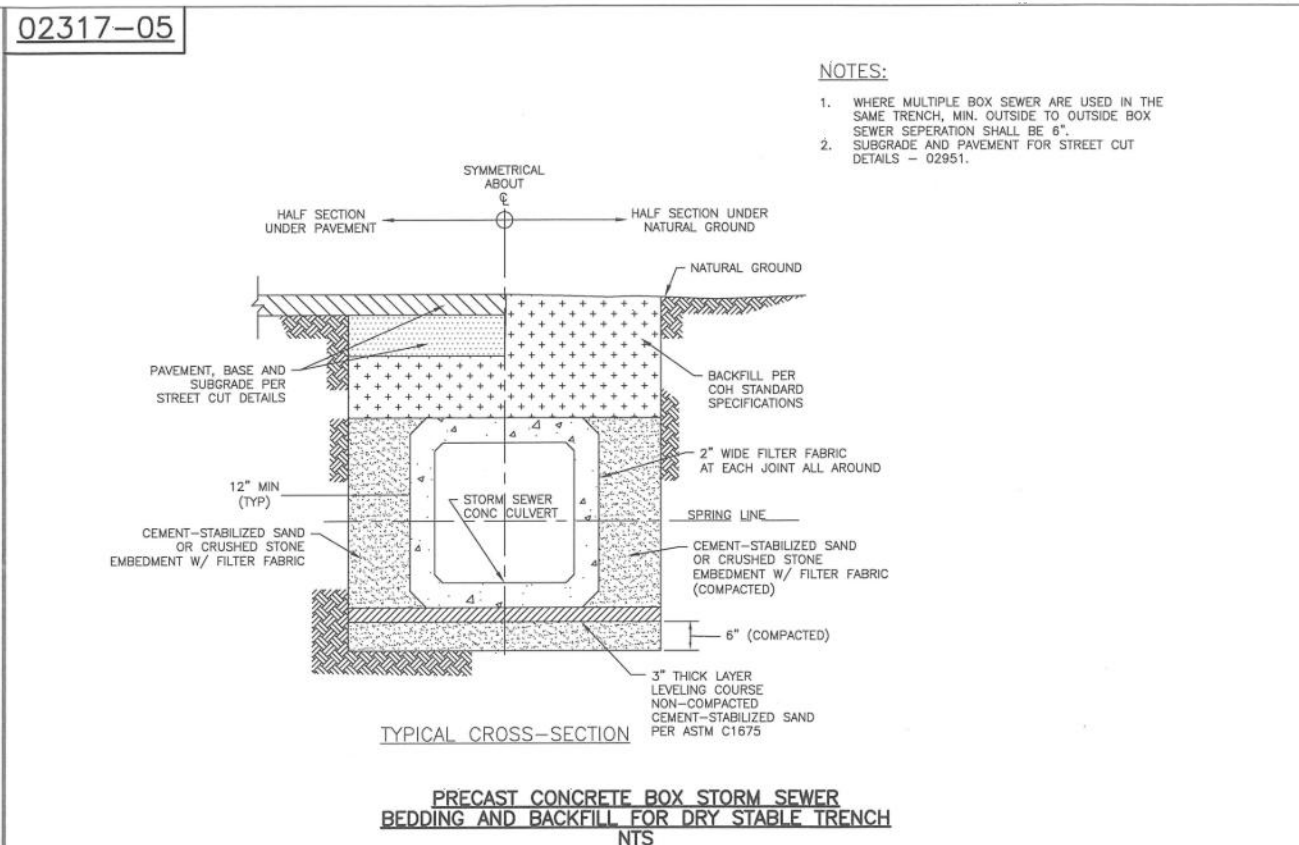 02317-05
NOTES:
1. WHERE MULTIPLE BOX SEWER ARE USED IN THE
SAME TRENCH, MIN. OUTSIDE TO OUTSIDE BOX
SEWER SEPERATION SHALL BE 6".
2. SUBGRADE AND PAVEMENT FOR STREET CUT
DETAILS - 02951.
SYMMETRICAL
ABOUT
℄
HALF SECTION
UNDER PAVEMENT
HALF SECTION UNDER
NATURAL GROUND
NATURAL GROUND
PAVEMENT, BASE AND
SUBGRADE PER
STREET CUT DETAILS
BACKFILL PER
COH STANDARD
SPECIFICATIONS
2" WIDE FILTER FABRIC
AT EACH JOINT ALL AROUND
12" MIN
(TYP)
STORM SEWER
CONC CULVERT
SPRING LINE
CEMENT-STABILIZED SAND
OR CRUSHED STONE
EMBEDMENT W/ FILTER FABRIC
CEMENT-STABILIZED SAND
OR CRUSHED STONE
EMBEDMENT W/ FILTER FABRIC
(COMPACTED)
6" (COMPACTED)
3" THICK LAYER
LEVELING COURSE
NON-COMPACTED
CEMENT-STABILIZED SAND
PER ASTM C1675
TYPICAL CROSS-SECTION
PRECAST CONCRETE BOX STORM SEWER
BEDDING AND BACKFILL FOR DRY STABLE TRENCH
NTS